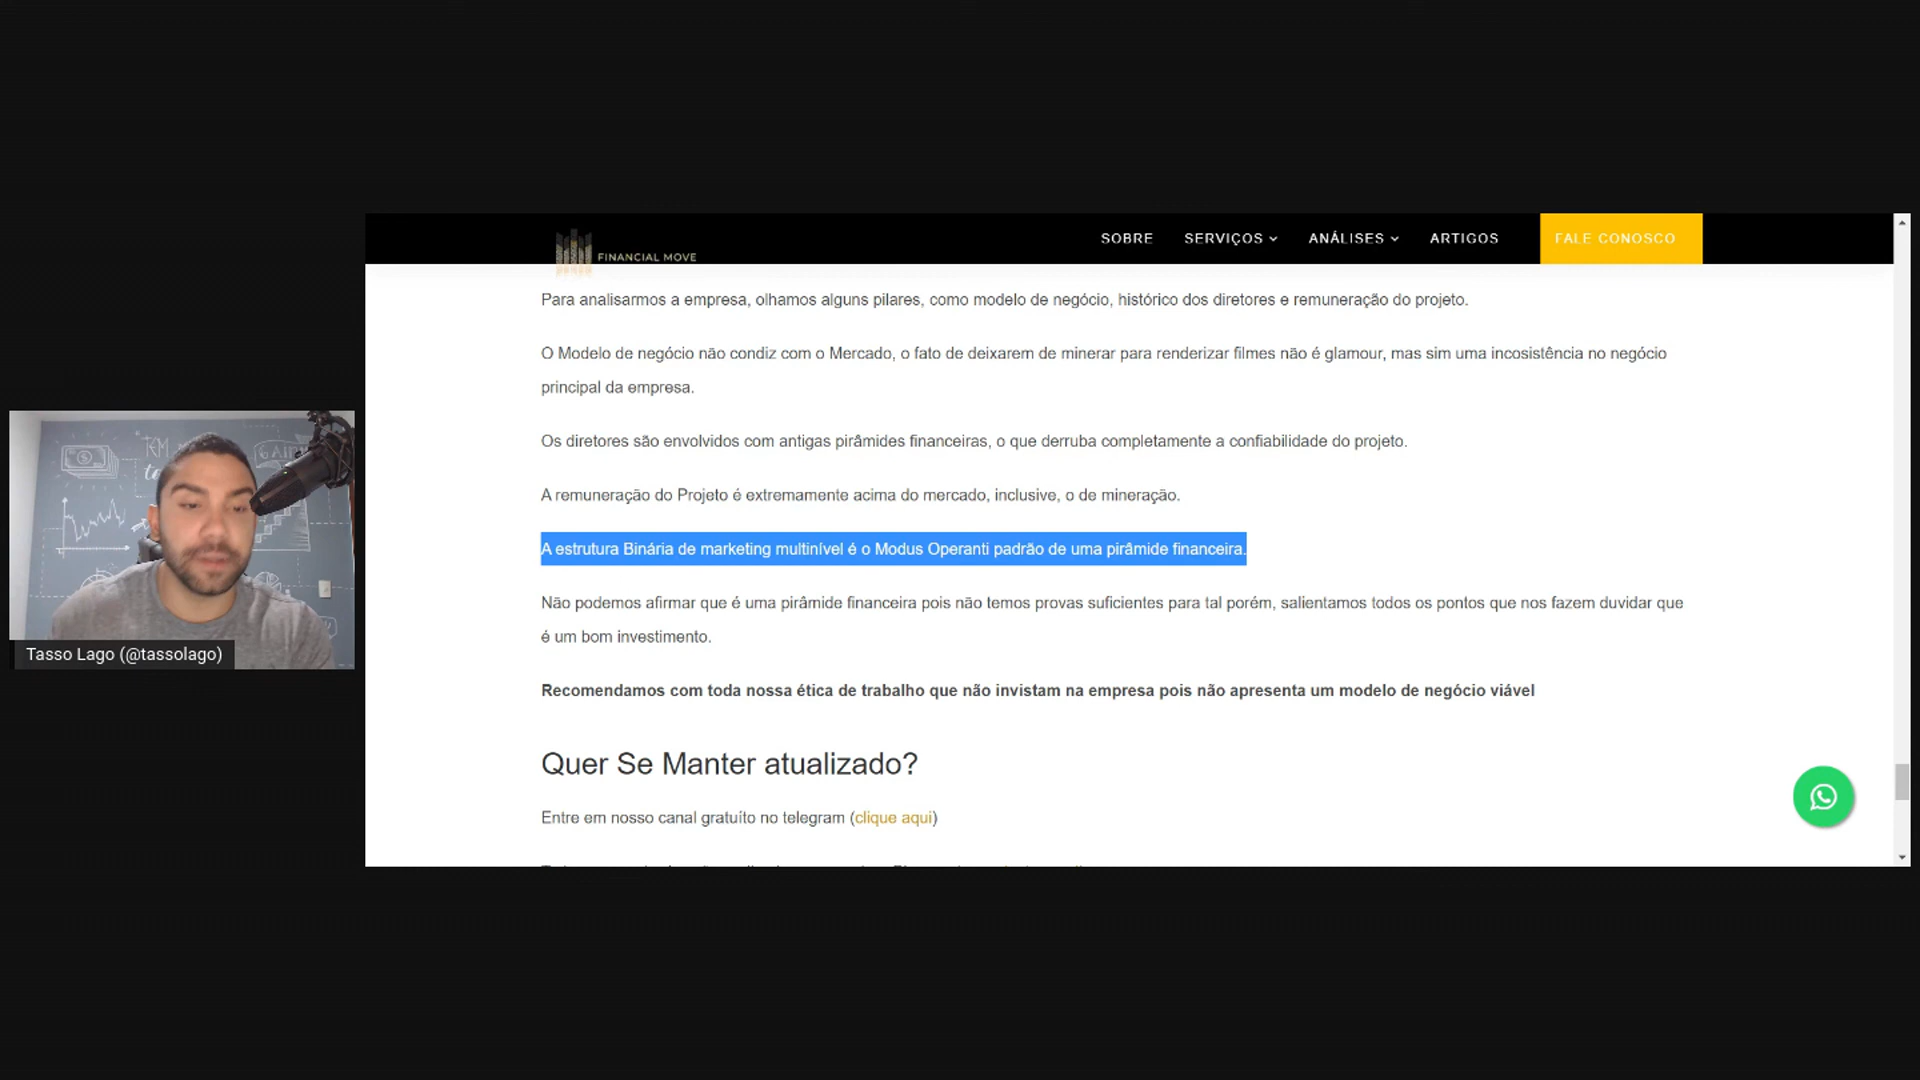 FINANCIAL MOVE
SOBRE
SERVIÇOS
ANÁLISES
ARTIGOS
FALE CONOSCO
Para analisarmos a empresa, olhamos alguns pilares, como modelo de negócio, histórico dos diretores e remuneração do projeto.
O Modelo de negócio não condiz com o Mercado, o fato de deixarem de minerar para renderizar filmes não é glamour, mas sim uma incosistência no negócio
principal da empresa.
Os diretores são envolvidos com antigas pirâmides financeiras, o que derruba completamente a confiabilidade do projeto.
A remuneração do Projeto é extremamente acima do mercado, inclusive, o de mineração.
A estrutura Binária de marketing multinível é o Modus Operanti padrão de uma pirâmide financeira.
Não podemos afirmar que é uma pirâmide financeira pois não temos provas suficientes para tal porém, salientamos todos os pontos que nos fazem duvidar que
é um bom investimento.
Recomendamos com toda nossa ética de trabalho que não invistam na empresa pois não apresenta um modelo de negócio viável
Quer Se Manter atualizado?
Entre em nosso canal gratuíto no telegram (clique aqui)
TEM
Tasso Lago (@tassolago)